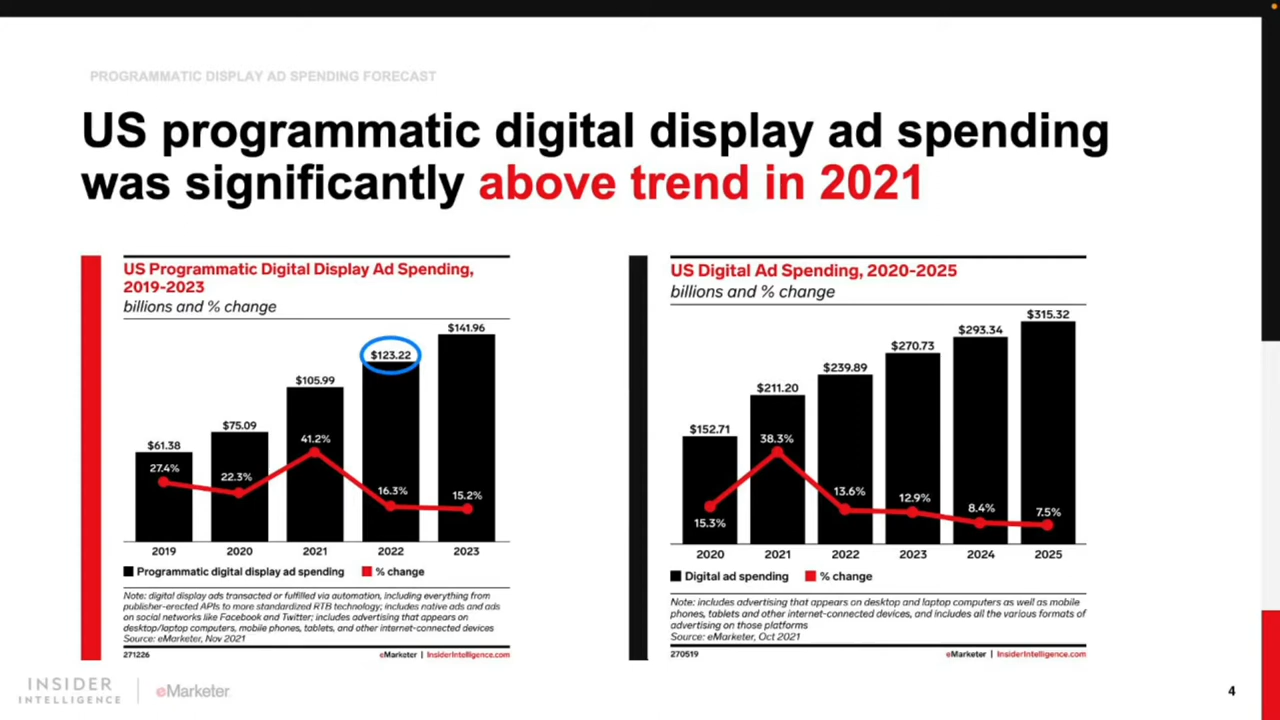 PROGRAMMATIC DISPLAY AD SPENDING FORECAST
US programmatic digital display ad spending
was significantly above trend in 2021
US Programmatic Digital Display Ad Spending,
2019-2023
billions and % change
$61.38
$75.09
$105.99
$123.22
$141.96
27.4%
22.3%
41.2%
16.3%
15.2%
2019
2020
2021
2022
2023
Programmatic digital display ad spending
% change
Note: digital display ads transacted or fulfilled via automation, including everything from
publisher-erected APIs to more standardized RTB technology; includes native ads and ads
on social networks like Facebook and Twitter; includes advertising that appears on
desktop/laptop computers, mobile phones, tablets, and other internet-connected devices
Source: eMarketer, Nov 2021
271226
eMarketer | InsiderIntelligence.com
US Digital Ad Spending, 2020-2025
billions and % change
$152.71
$211.20
$239.89
$270.73
$293.34
$315.32
15.3%
38.3%
13.6%
12.9%
8.4%
7.5%
2020
2021
2022
2023
2024
2025
Digital ad spending
% change
Note: includes advertising that appears on desktop and laptop computers as well as mobile
phones, tablets and other internet-connected devices, and includes all the various formats of
advertising on those platforms
Source: eMarketer, Oct 2021
270519
eMarketer | InsiderIntelligence.com
INSIDER
INTELLIGENCE
eMarketer
4